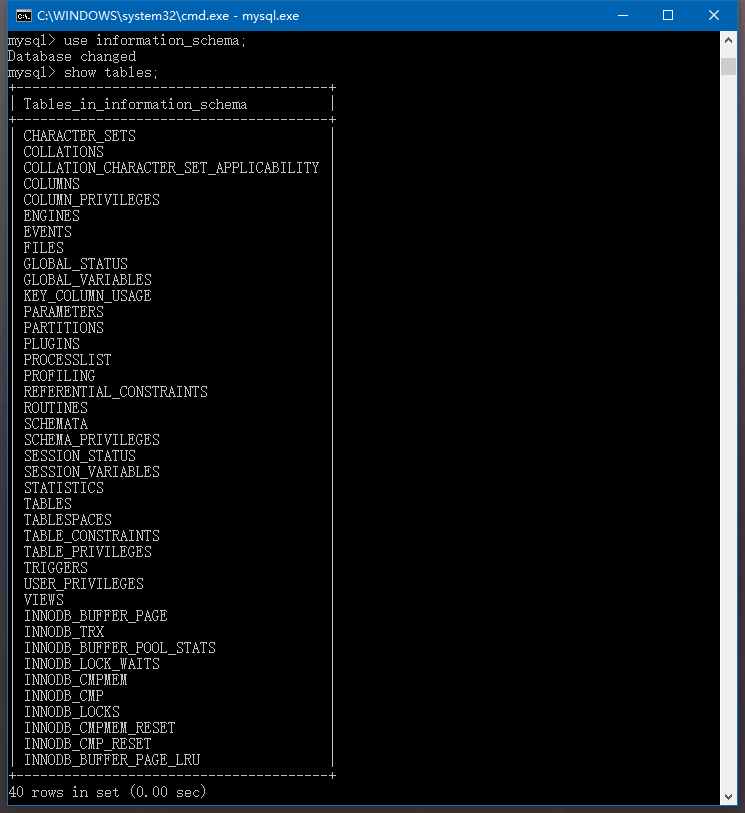 C:\WINDOWS\system32\cmd.exe - mysql.exe
mysql> use information_schema;
Database changed
mysql> show tables;
+---------------------------------------+
| Tables_in_information_schema          |
+---------------------------------------+
| CHARACTER_SETS                        |
| COLLATIONS                            |
| COLLATION_CHARACTER_SET_APPLICABILITY |
| COLUMNS                               |
| COLUMN_PRIVILEGES                     |
| ENGINES                               |
| EVENTS                                |
| FILES                                 |
| GLOBAL_STATUS                         |
| GLOBAL_VARIABLES                      |
| KEY_COLUMN_USAGE                      |
| PARAMETERS                            |
| PARTITIONS                            |
| PLUGINS                               |
| PROCESSLIST                           |
| PROFILING                             |
| REFERENTIAL_CONSTRAINTS               |
| ROUTINES                              |
| SCHEMATA                              |
| SCHEMA_PRIVILEGES                     |
| SESSION_STATUS                        |
| SESSION_VARIABLES                     |
| STATISTICS                            |
| TABLES                                |
| TABLESPACES                           |
| TABLE_CONSTRAINTS                     |
| TABLE_PRIVILEGES                      |
| TRIGGERS                              |
| USER_PRIVILEGES                       |
| VIEWS                                 |
| INNODB_BUFFER_PAGE                    |
| INNODB_TRX                            |
| INNODB_BUFFER_POOL_STATS              |
| INNODB_LOCK_WAITS                     |
| INNODB_CMPMEM                         |
| INNODB_CMP                            |
| INNODB_LOCKS                          |
| INNODB_CMPMEM_RESET                   |
| INNODB_CMP_RESET                      |
| INNODB_BUFFER_PAGE_LRU                |
+---------------------------------------+
40 rows in set (0.00 sec)